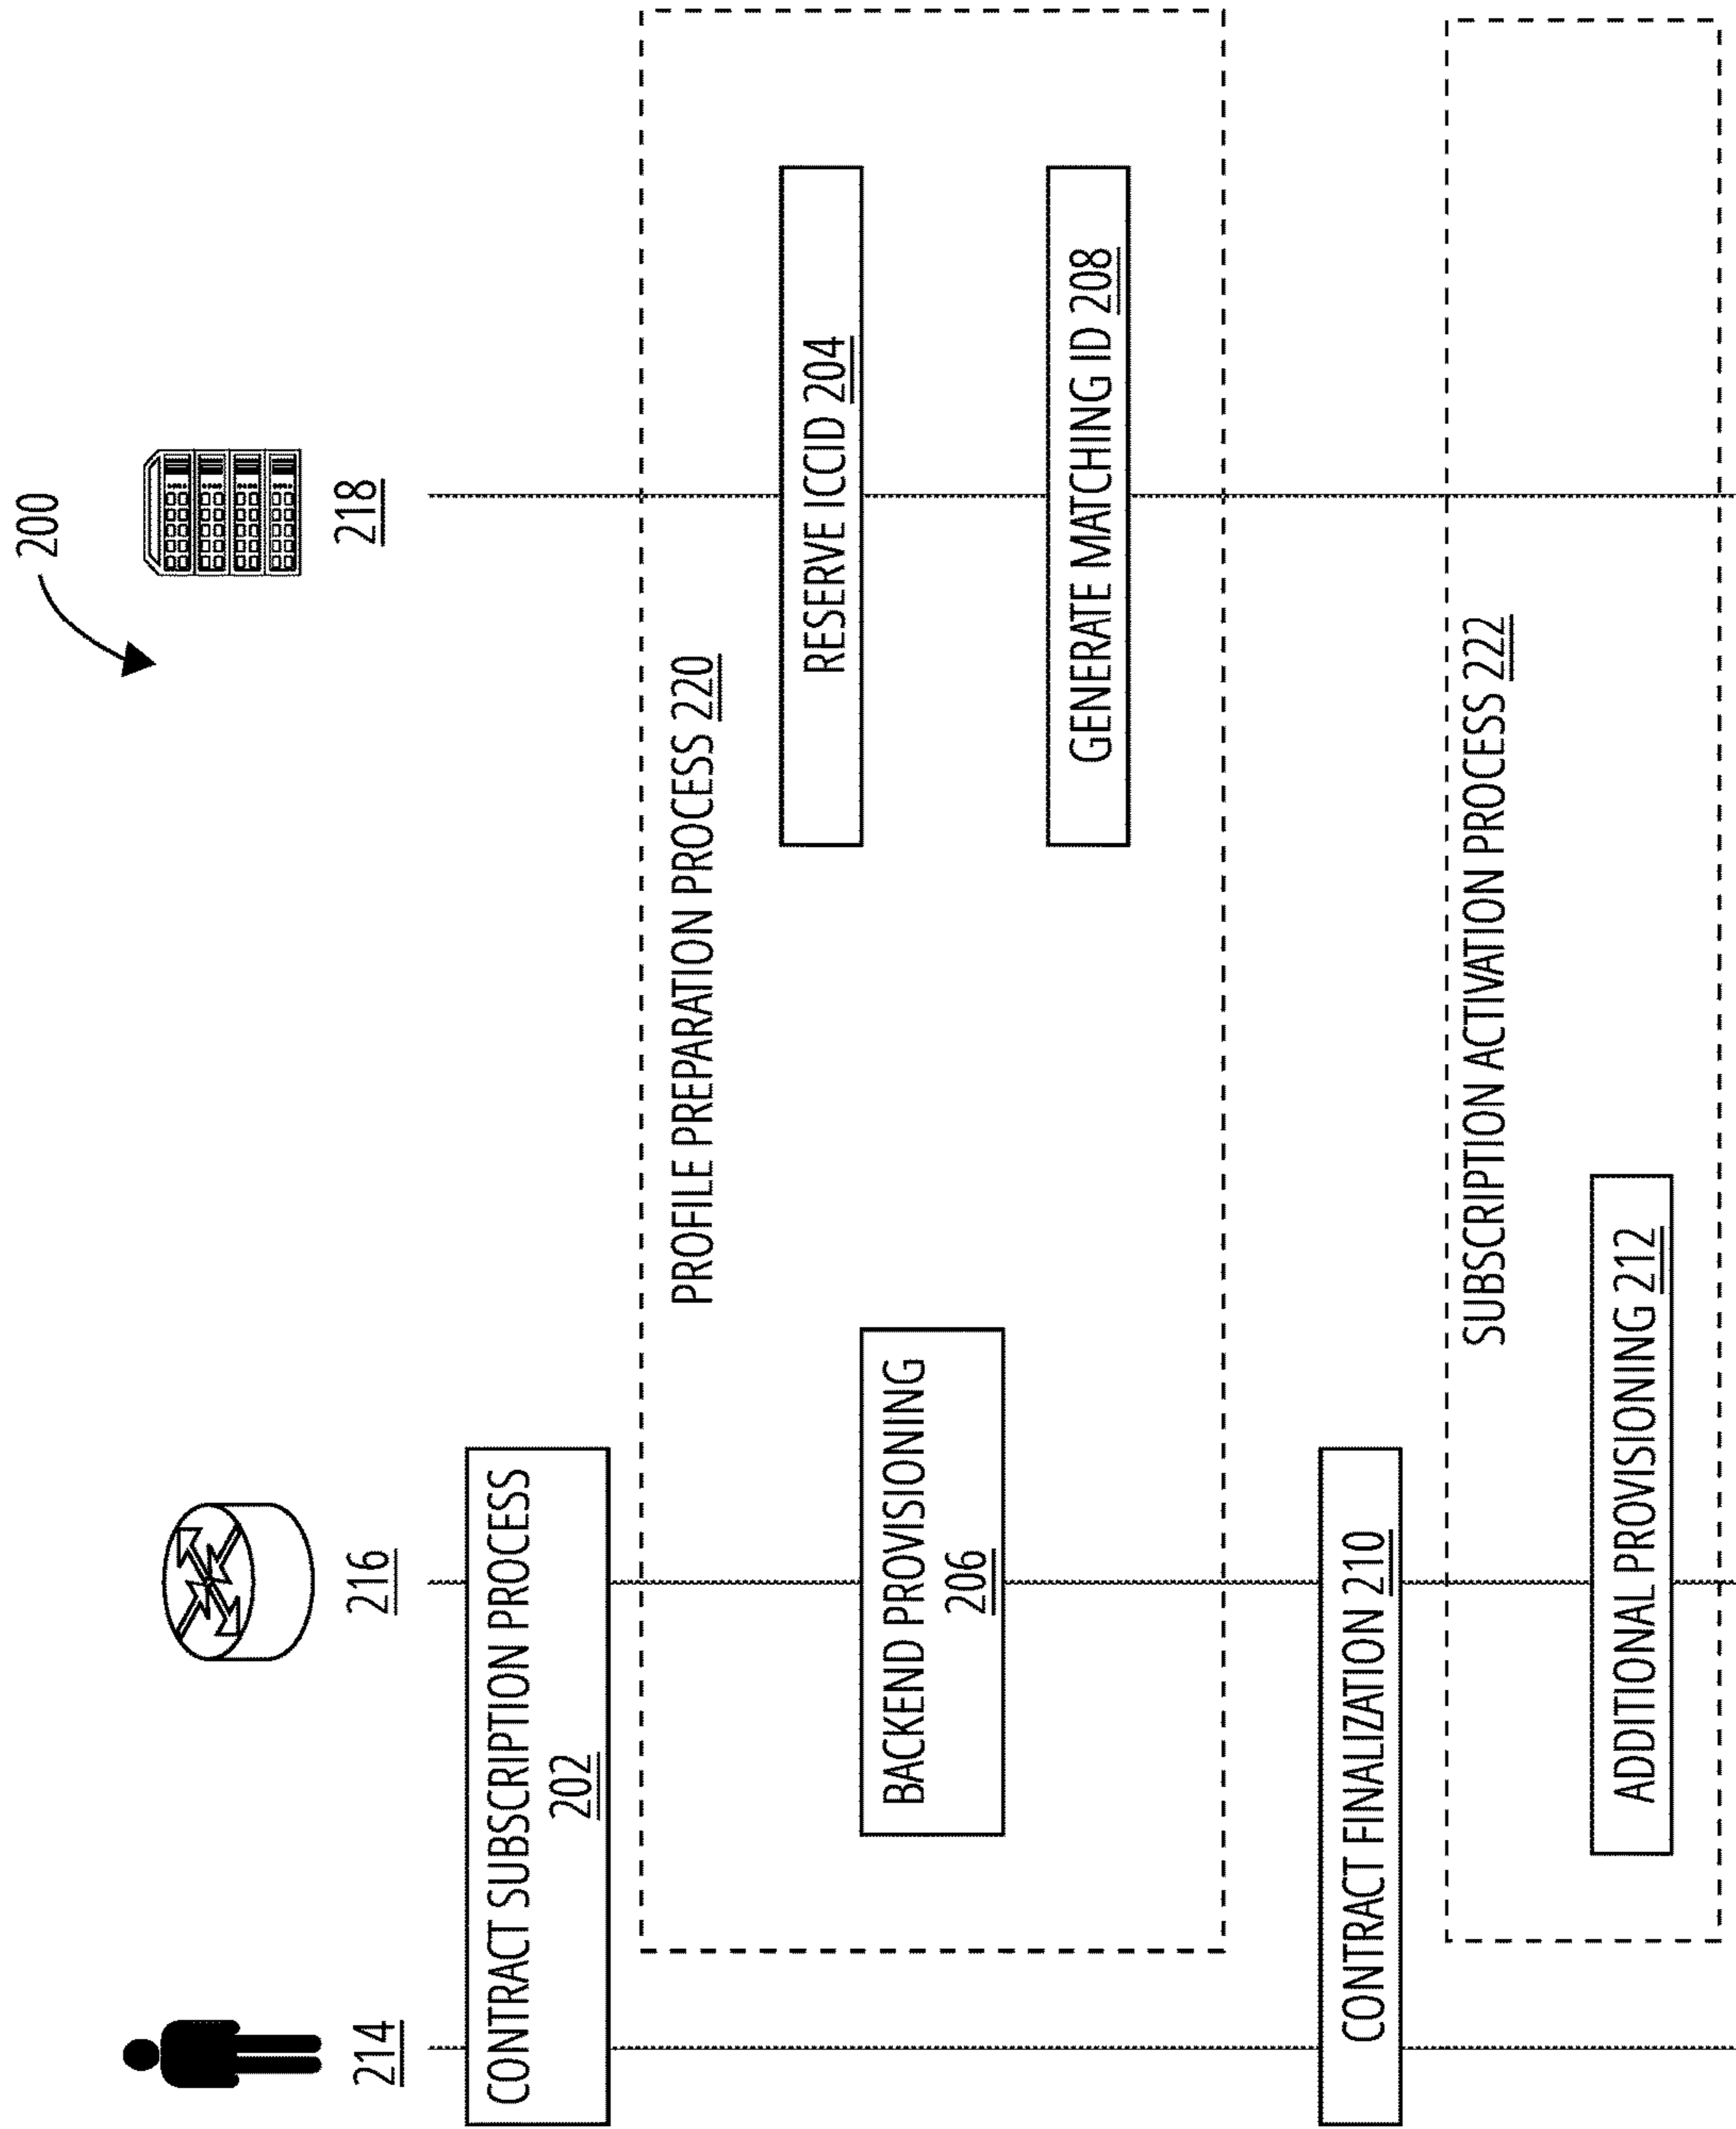 200
214
216
218
CONTRACT SUBSCRIPTION PROCESS
202
PROFILE PREPARATION PROCESS 220
RESERVE ICCID 204
BACKEND PROVISIONING
206
GENERATE MATCHING ID 208
CONTRACT FINALIZATION 210
SUBSCRIPTION ACTIVATION PROCESS 222
ADDITIONAL PROVISIONING 212